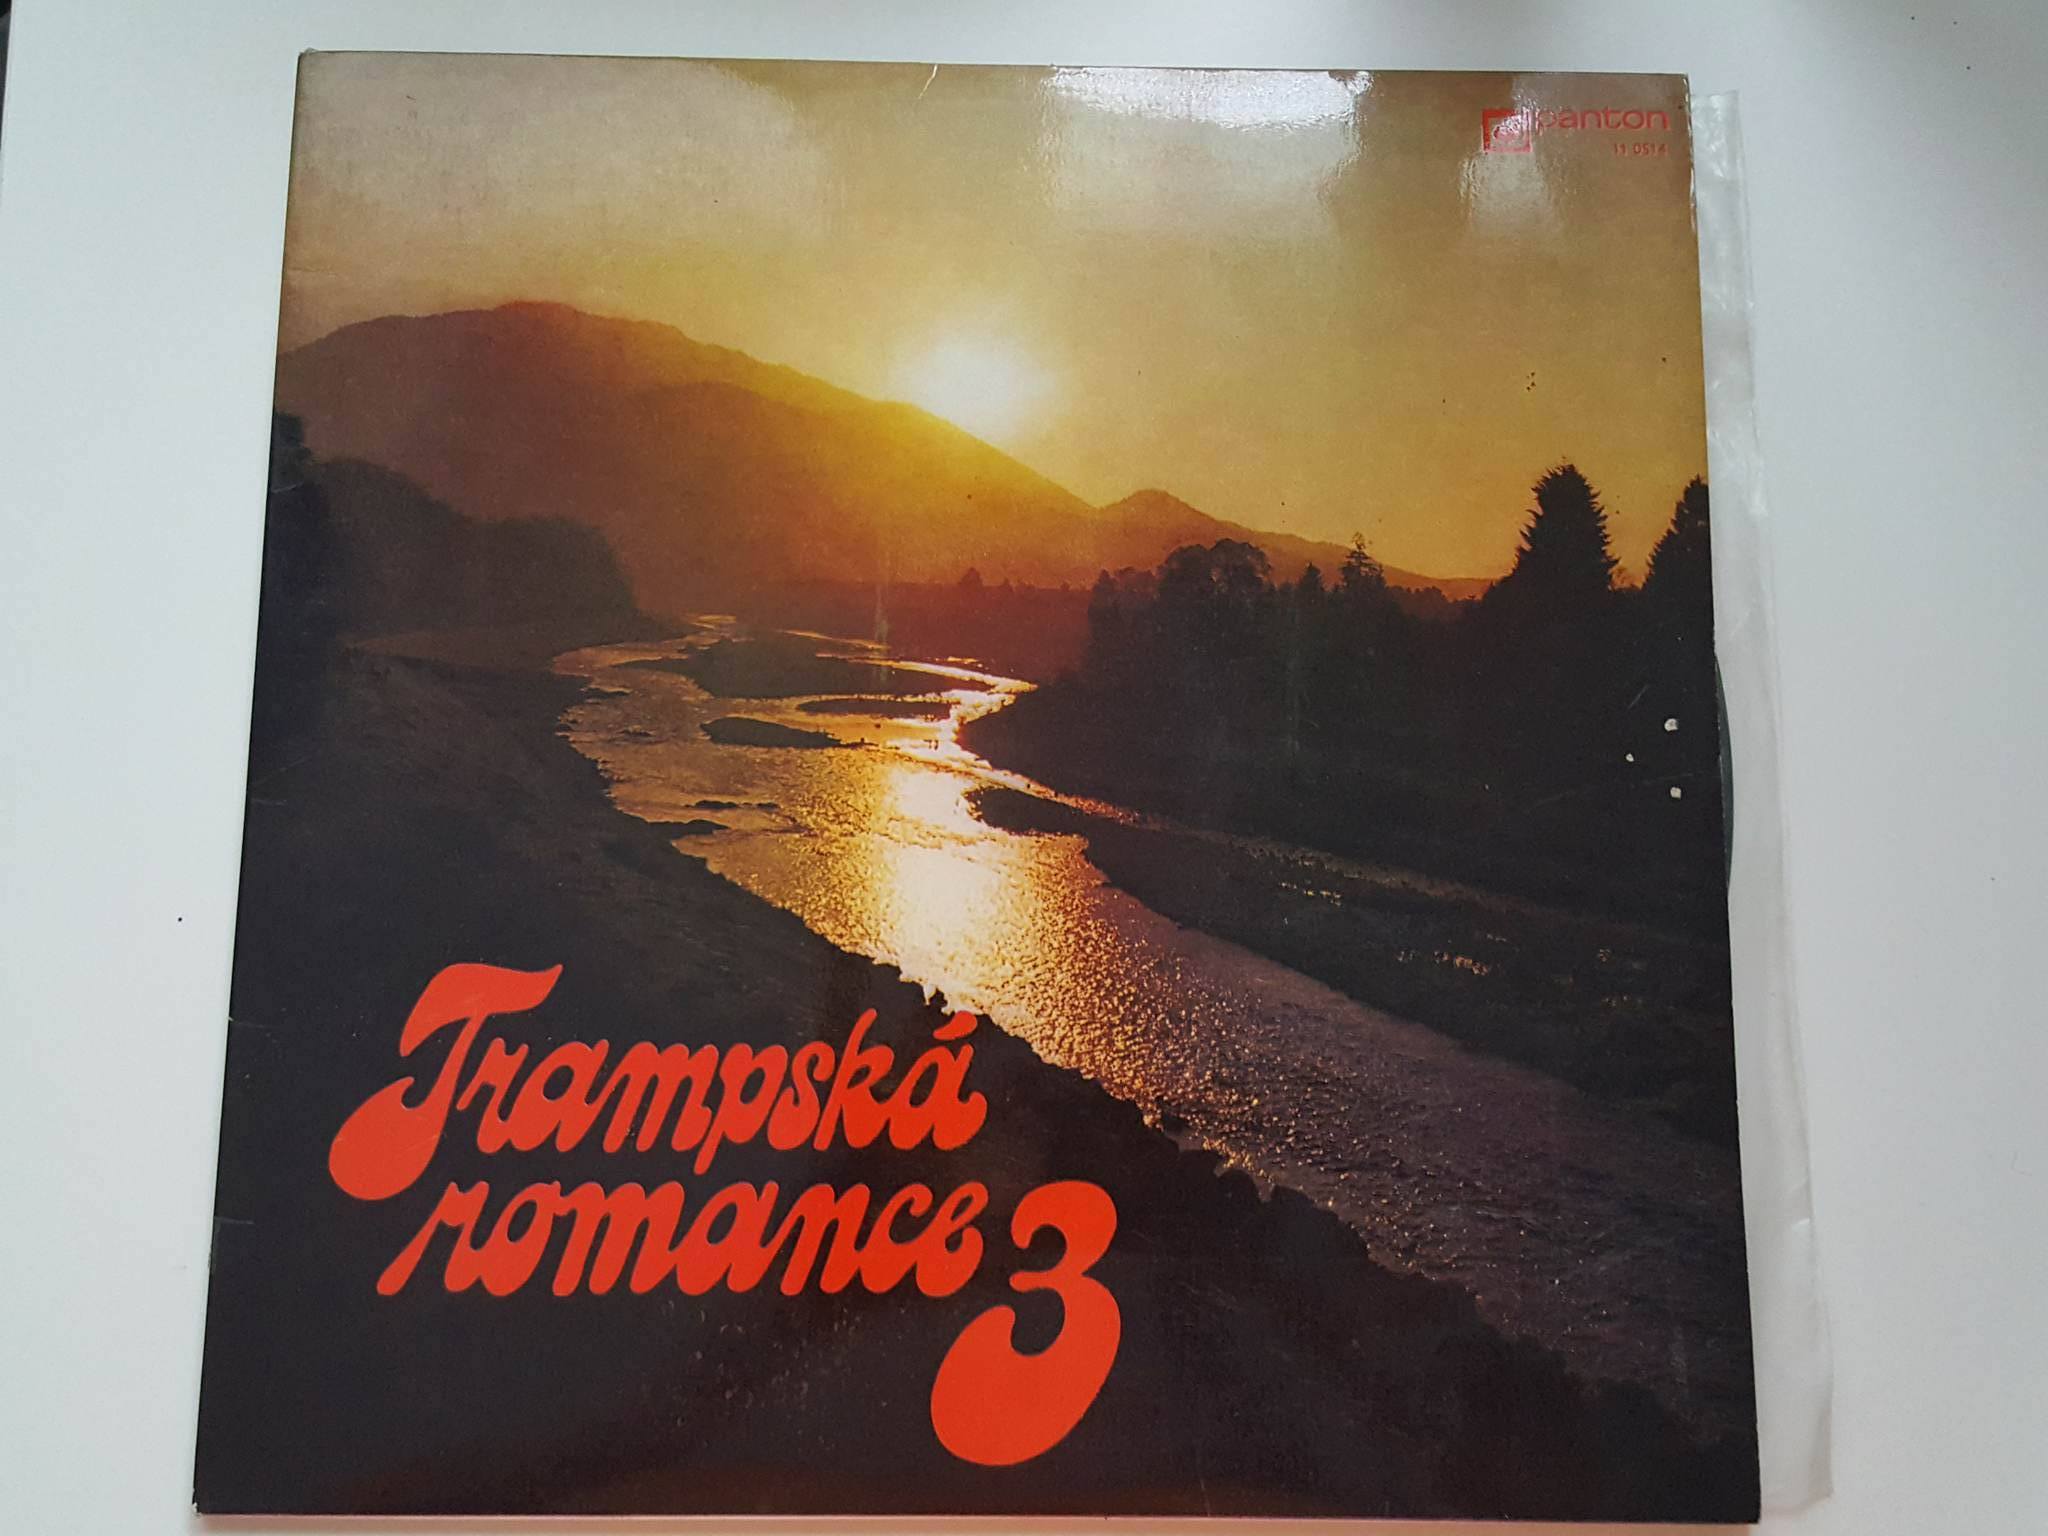 panton
11 0514
Trampská
romance 3